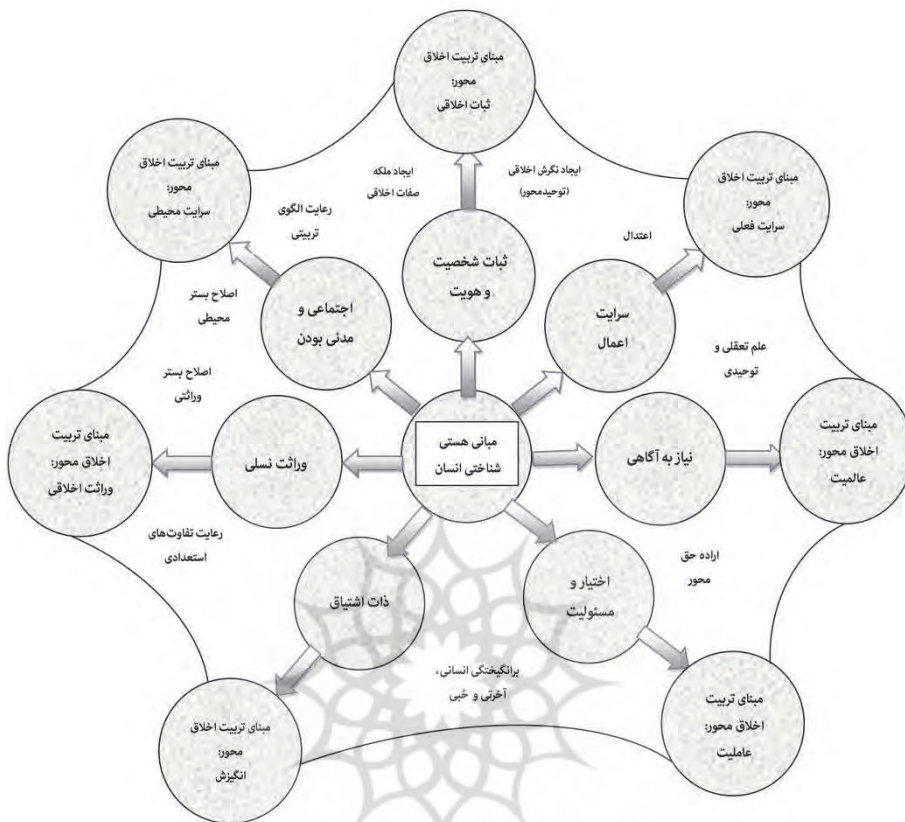 مبنای تربیت اخلاق
محور:
ثبات اخلاقی
مبنای تربیت اخلاق
محور:
سرایت فعلی
مبنای تربیت اخلاق
محور:
سرایت محیطی
ایجاد نگرش اخلاقی
(توحیدمحور)
ایجاد ملکه
صفات اخلاقی
رعایت الگوی
تربیتی
اعتدال
ثبات شخصیت
و هویت
سرایت
اعمال
اجتماعی و
مدنی بودن
اصلاح بستر
محیطی
علم تعقلی و
توحیدی
اصلاح بستر
وراثتی
مبنای تربیت
اخلاق محور:
عالمیت
نیاز به آگاهی
مبانی هستی
شناختی انسان
وراثت نسلی
مبنای تربیت
اخلاق محور:
وراثت اخلاقی
رعایت تفاوت‌های
استعدادی
اراده حق
محور
اختیار و
مسئولیت
ذات اشتیاق
برانگیختگی انسانی،
آخرتی و حُبی
مبنای تربیت
اخلاق محور:
عاملیت
مبنای تربیت اخلاق
محور:
انگیزش